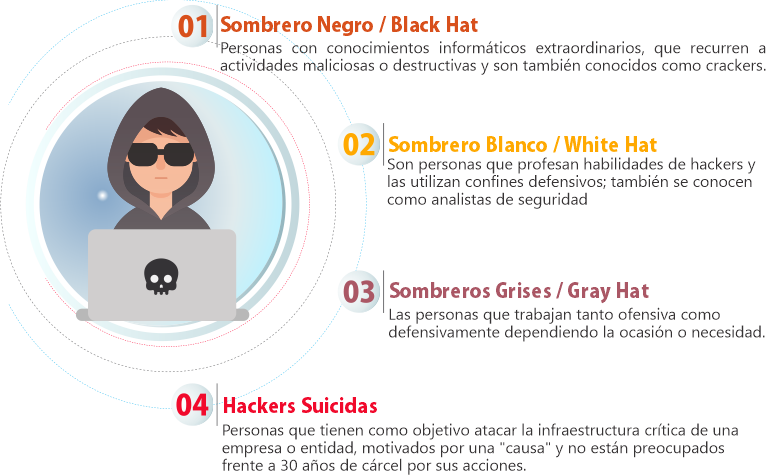 01 Sombrero Negro / Black Hat
Personas con conocimientos informáticos extraordinarios, que recurren a
actividades maliciosas o destructivas y son también conocidos como crackers.
02 Sombrero Blanco / White Hat
Son personas que profesan habilidades de hackers y
las utilizan confines defensivos; también se conocen
como analistas de seguridad
03 Sombreros Grises / Gray Hat
Las personas que trabajan tanto ofensiva como
defensivamente dependiendo la ocasión o necesidad.
04 Hackers Suicidas
Personas que tienen como objetivo atacar la infraestructura crítica de una
empresa o entidad, motivados por una "causa" y no están preocupados
frente a 30 años de cárcel por sus acciones.